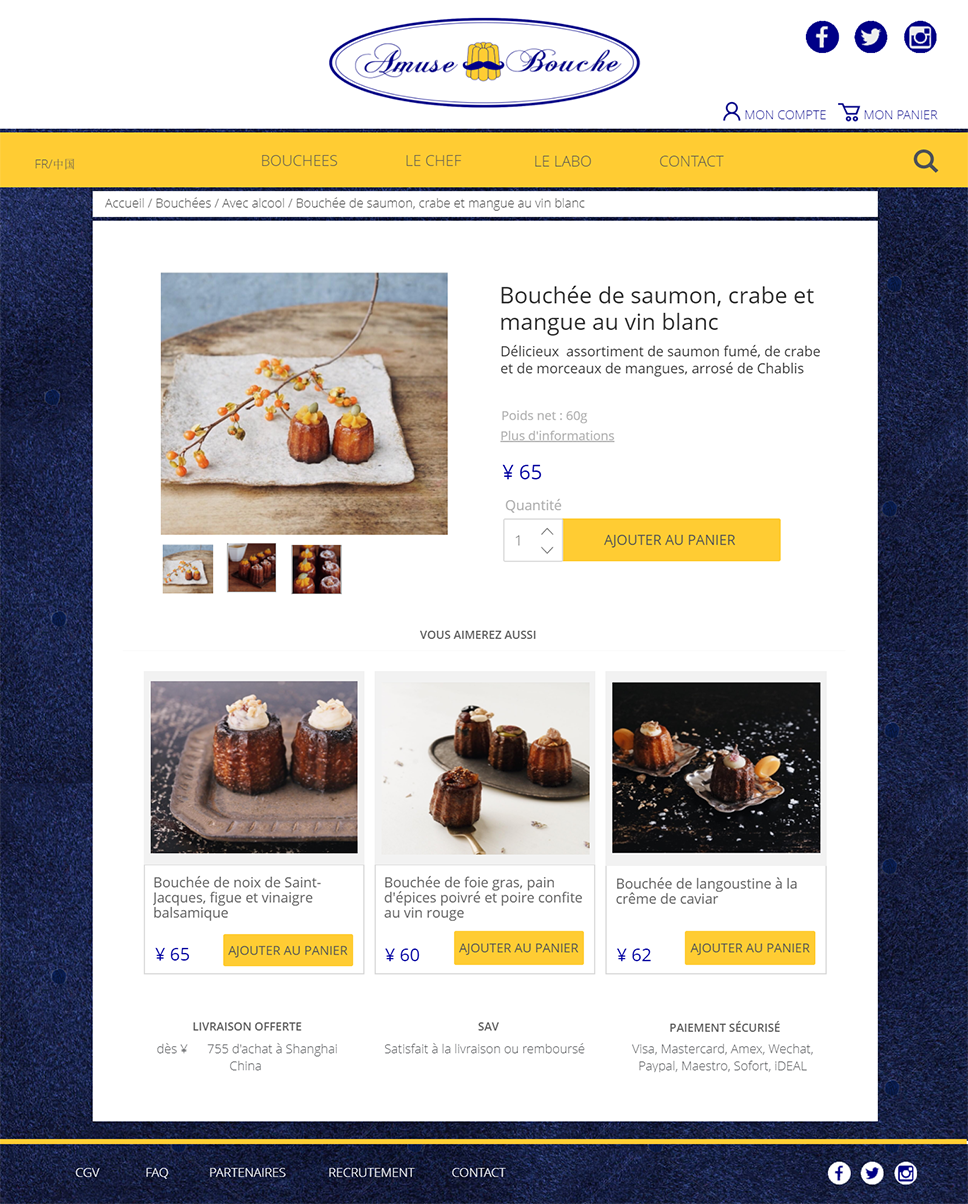 Amuse Bouche
MON COMPTE MON PANIER
FR/中国 BOUCHEES LE CHEF LE LABO CONTACT
Accueil / Bouchées / Avec alcool / Bouchée de saumon, crabe et mangue au vin blanc
Bouchée de saumon, crabe et
mangue au vin blanc
Délicieux assortiment de saumon fumé, de crabe
et de morceaux de mangues, arrosé de Chablis
Poids net : 60g
Plus d'informations
¥ 65
Quantité
1 AJOUTER AU PANIER
VOUS AIMEREZ AUSSI
Bouchée de noix de Saint-
Jacques, figue et vinaigre
balsamique
¥ 65 AJOUTER AU PANIER
Bouchée de foie gras, pain
d'épices poivré et poire confite
au vin rouge
¥ 60 AJOUTER AU PANIER
Bouchée de langoustine à la
crême de caviar
¥ 62 AJOUTER AU PANIER
LIVRAISON OFFERTE
dès ¥ 755 d'achat à Shanghai
China
SAV
Satisfait à la livraison ou remboursé
PAIEMENT SÉCURISÉ
Visa, Mastercard, Amex, Wechat,
Paypal, Maestro, Sofort, iDEAL
CGV FAQ PARTENAIRES RECRUTEMENT CONTACT